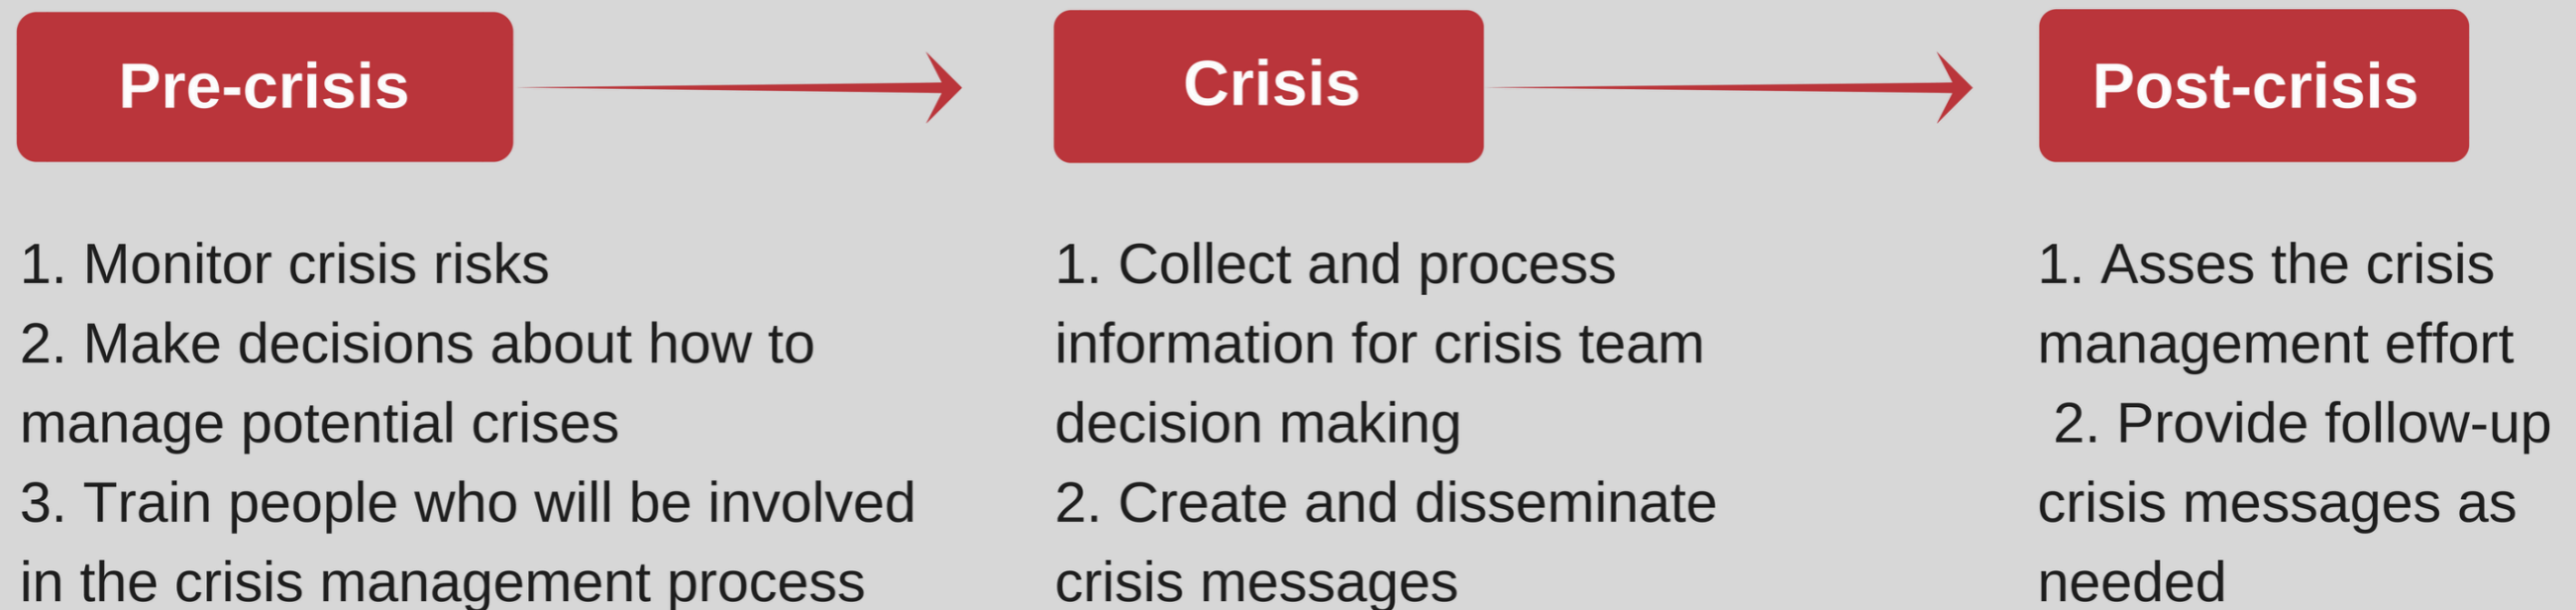 Pre-crisis
Crisis
Post-crisis
1. Monitor crisis risks
2. Make decisions about how to
manage potential crises
3. Train people who will be involved
in the crisis management process
1. Collect and process
information for crisis team
decision making
2. Create and disseminate
crisis messages
1. Asses the crisis
management effort
2. Provide follow-up
crisis messages as
needed